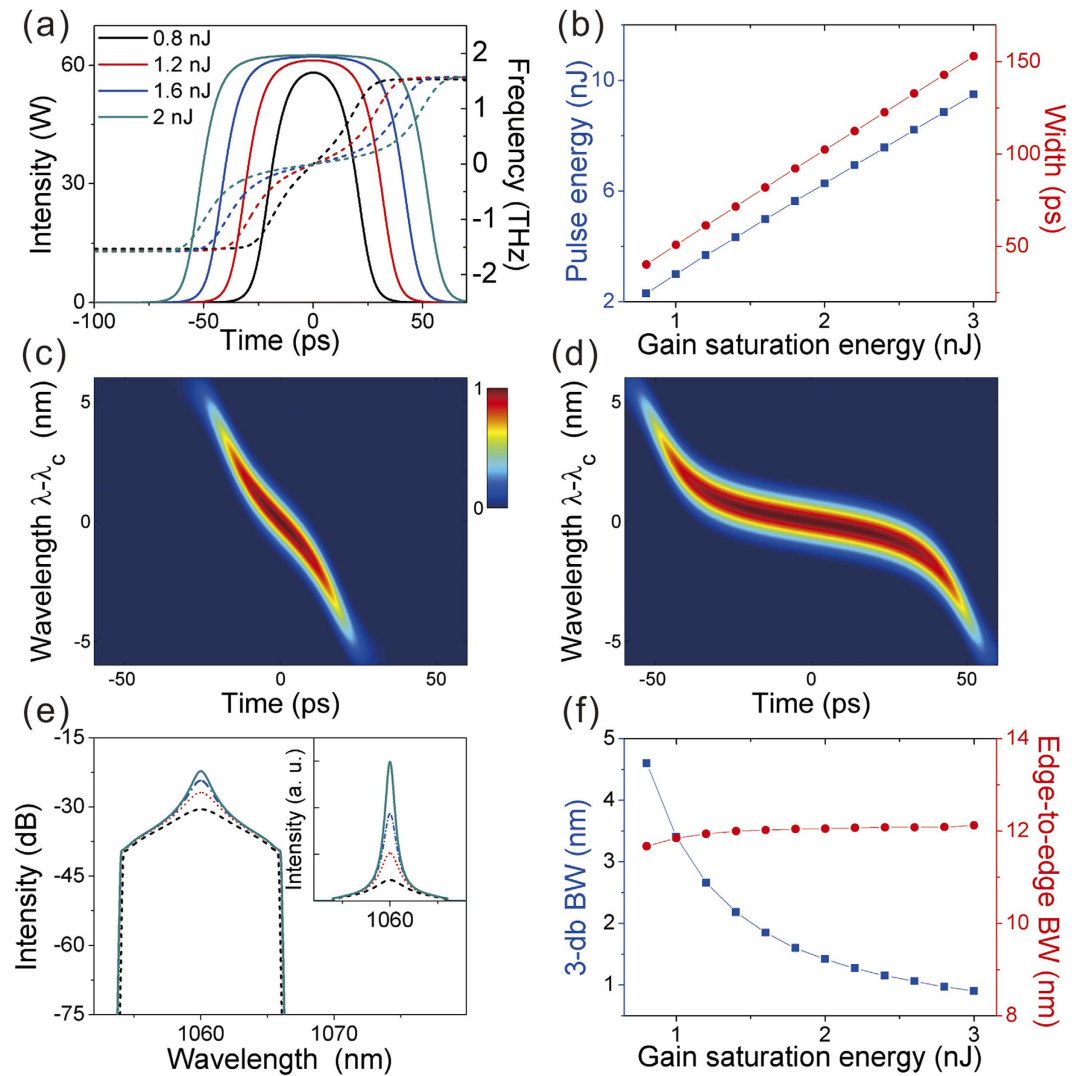 (a)
0.8 nJ
1.2 nJ
1.6 nJ
2 nJ
60
30
0
Intensity (W)
2
1
0
-1
-2
Frequency (THz)
-100
-50
0
50
Time (ps)
(b)
10
6
2
Pulse energy (nJ)
150
100
50
Width (ps)
1
2
3
Gain saturation energy (nJ)
(c)
5
0
-5
Wavelength λ-λc (nm)
1
0
-50
0
50
Time (ps)
(d)
5
0
-5
Wavelength λ-λc (nm)
-50
0
50
Time (ps)
(e)
-15
-30
-45
-60
-75
Intensity (dB)
Intensity (a. u.)
1060
1060
1070
Wavelength (nm)
(f)
5
4
3
2
1
3-db BW (nm)
14
12
10
8
Edge-to-edge BW (nm)
1
2
3
Gain saturation energy (nJ)